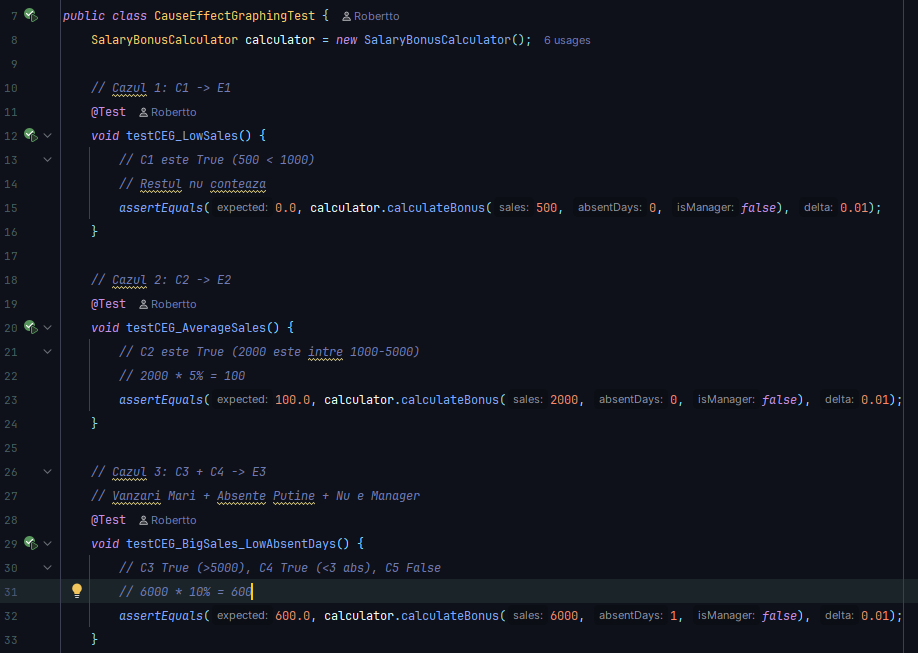 7 public class CauseEffectGraphingTest { Robertto
8 SalaryBonusCalculator calculator = new SalaryBonusCalculator(); 6 usages
9
10 // Cazul 1: C1 -> E1
11 @Test Robertto
12 void testCEG_LowSales() {
13 // C1 este True (500 < 1000)
14 // Restul nu conteaza
15 assertEquals( expected: 0.0, calculator.calculateBonus( sales: 500, absentDays: 0, isManager: false), delta: 0.01);
16 }
17
18 // Cazul 2: C2 -> E2
19 @Test Robertto
20 void testCEG_AverageSales() {
21 // C2 este True (2000 este intre 1000-5000)
22 // 2000 * 5% = 100
23 assertEquals( expected: 100.0, calculator.calculateBonus( sales: 2000, absentDays: 0, isManager: false), delta: 0.01);
24 }
25
26 // Cazul 3: C3 + C4 -> E3
27 // Vanzari Mari + Absente Putine + Nu e Manager
28 @Test Robertto
29 void testCEG_BigSales_LowAbsentDays() {
30 // C3 True (>5000), C4 True (<3 abs), C5 False
31 // 6000 * 10% = 600
32 assertEquals( expected: 600.0, calculator.calculateBonus( sales: 6000, absentDays: 1, isManager: false), delta: 0.01);
33 }